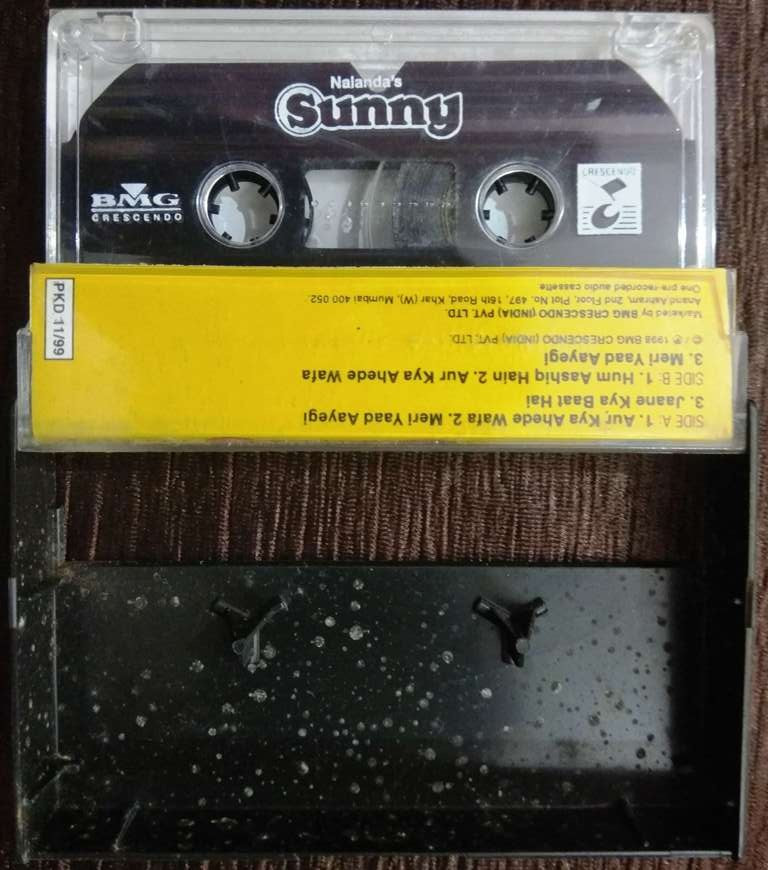 Nalanda's
Sunny
BMG
CRESCENDO
CRESCENDO
PKD 11/99
SIDE A: 1. Aur Kya Ahede Wafa 2. Meri Yaad Aayegi
3. Jaane Kya Baat Hai
SIDE B: 1. Hum Aashiq Hain 2. Aur Kya Ahede Wafa
3. Meri Yaad Aayegi
© / ℗ 1998 BMG CRESCENDO (INDIA) PVT. LTD.
Marketed by BMG CRESCENDO (INDIA) PVT. LTD.
Anand Ashram, 2nd Floor, Plot No. 497, 16th Road, Khar (W), Mumbai 400 052.
One pre-recorded audio cassette